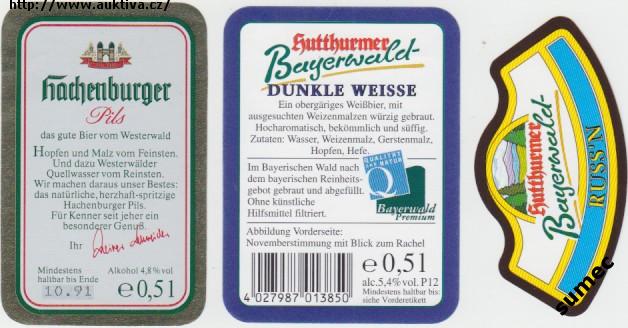 http://www.auktiva.cz/
Hachenburger
Pils
das gute Bier vom Westerwald
Hopfen und Malz vom Feinsten.
Und dazu Westerwälder
Quellwasser vom Reinsten.
Wir machen daraus unser Bestes:
das natürliche, herzhaft-spritzige
Hachenburger Pils.
Für Kenner seit jeher ein
besonderer Genuß.
Ihr
Mindestens
haltbar bis Ende
10.91
Alkohol 4,8%vol
e 0,5l
Hutthurmer
Bayerwald-
DUNKLE WEISSE
Ein obergäriges Weißbier, mit
ausgesuchten Weizenmalzen würzig gebraut.
Hocharomatisch, bekömmlich und süffig.
Zutaten: Wasser, Weizenmalz, Gerstenmalz,
Hopfen, Hefe.
Im Bayerischen Wald nach
dem bayerischen Reinheits-
gebot gebraut und abgefüllt.
Ohne künstliche
Hilfsmittel filtriert.
QUALITÄT
Q
Bayerwald
Premium
Abbildung Vorderseite:
Novemberstimmung mit Blick zum Rachel
4 027987 013850
e 0,5l
alc.5,4%vol. P12
Mindestens haltbar bis:
siehe Vorderetikett
Hutthurmer
Bayerwald-
RUSS'N
sumec